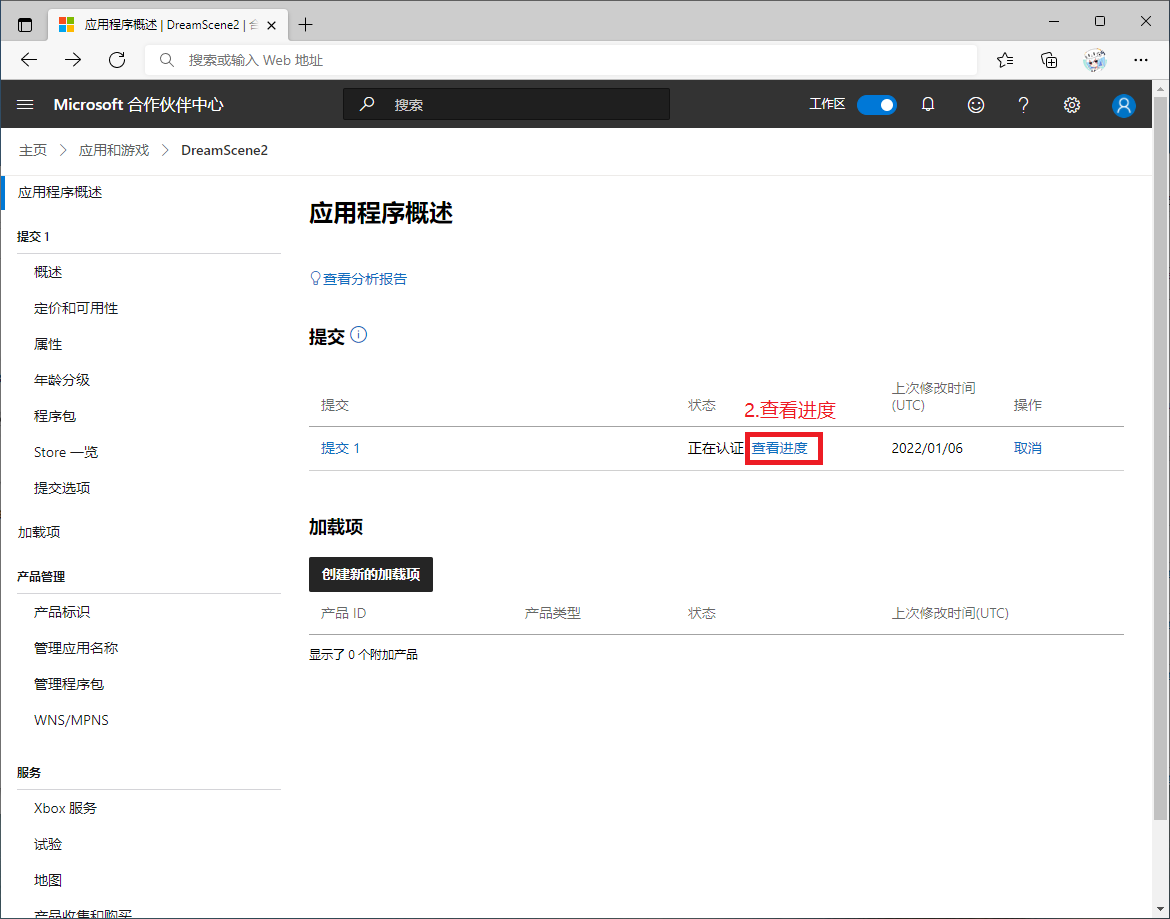 应用程序概述 | DreamScene2 | 合
搜索或输入 Web 地址
Microsoft 合作伙伴中心
搜索
工作区
主页
应用和游戏
DreamScene2
应用程序概述
提交 1
概述
定价和可用性
属性
年龄分级
程序包
Store 一览
提交选项
加载项
产品管理
产品标识
管理应用名称
管理程序包
WNS/MPNS
服务
Xbox 服务
试验
地图
产品收集和购买
应用程序概述
查看分析报告
提交
提交
状态
上次修改时间
(UTC)
操作
2.查看进度
提交 1
正在认证
查看进度
2022/01/06
取消
加载项
创建新的加载项
产品 ID
产品类型
状态
上次修改时间(UTC)
显示了 0 个附加产品